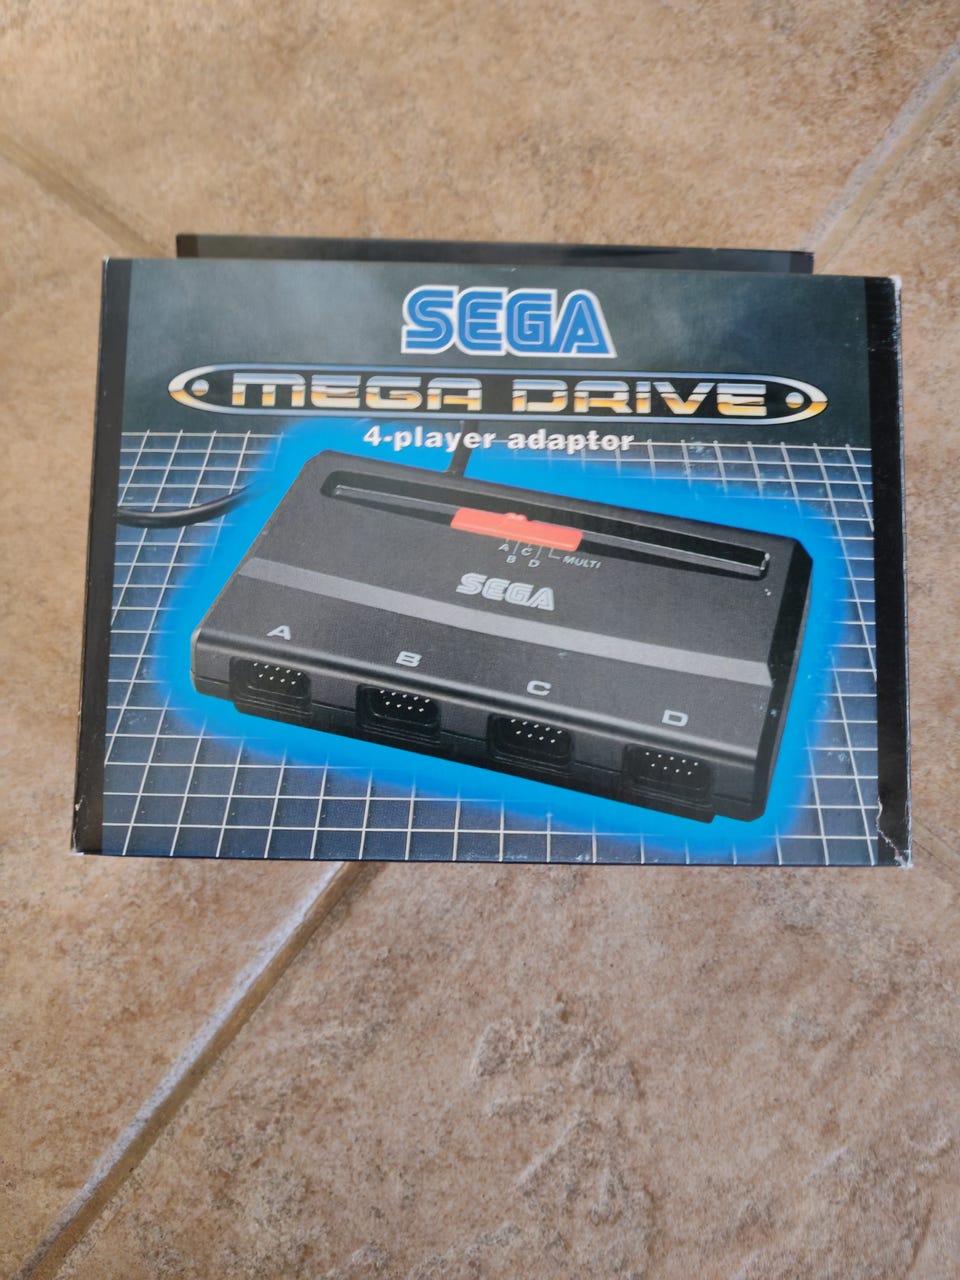 SEGA
MEGA DRIVE
4-player adaptor
A C MULTI
B D
SEGA
A
B
C
D